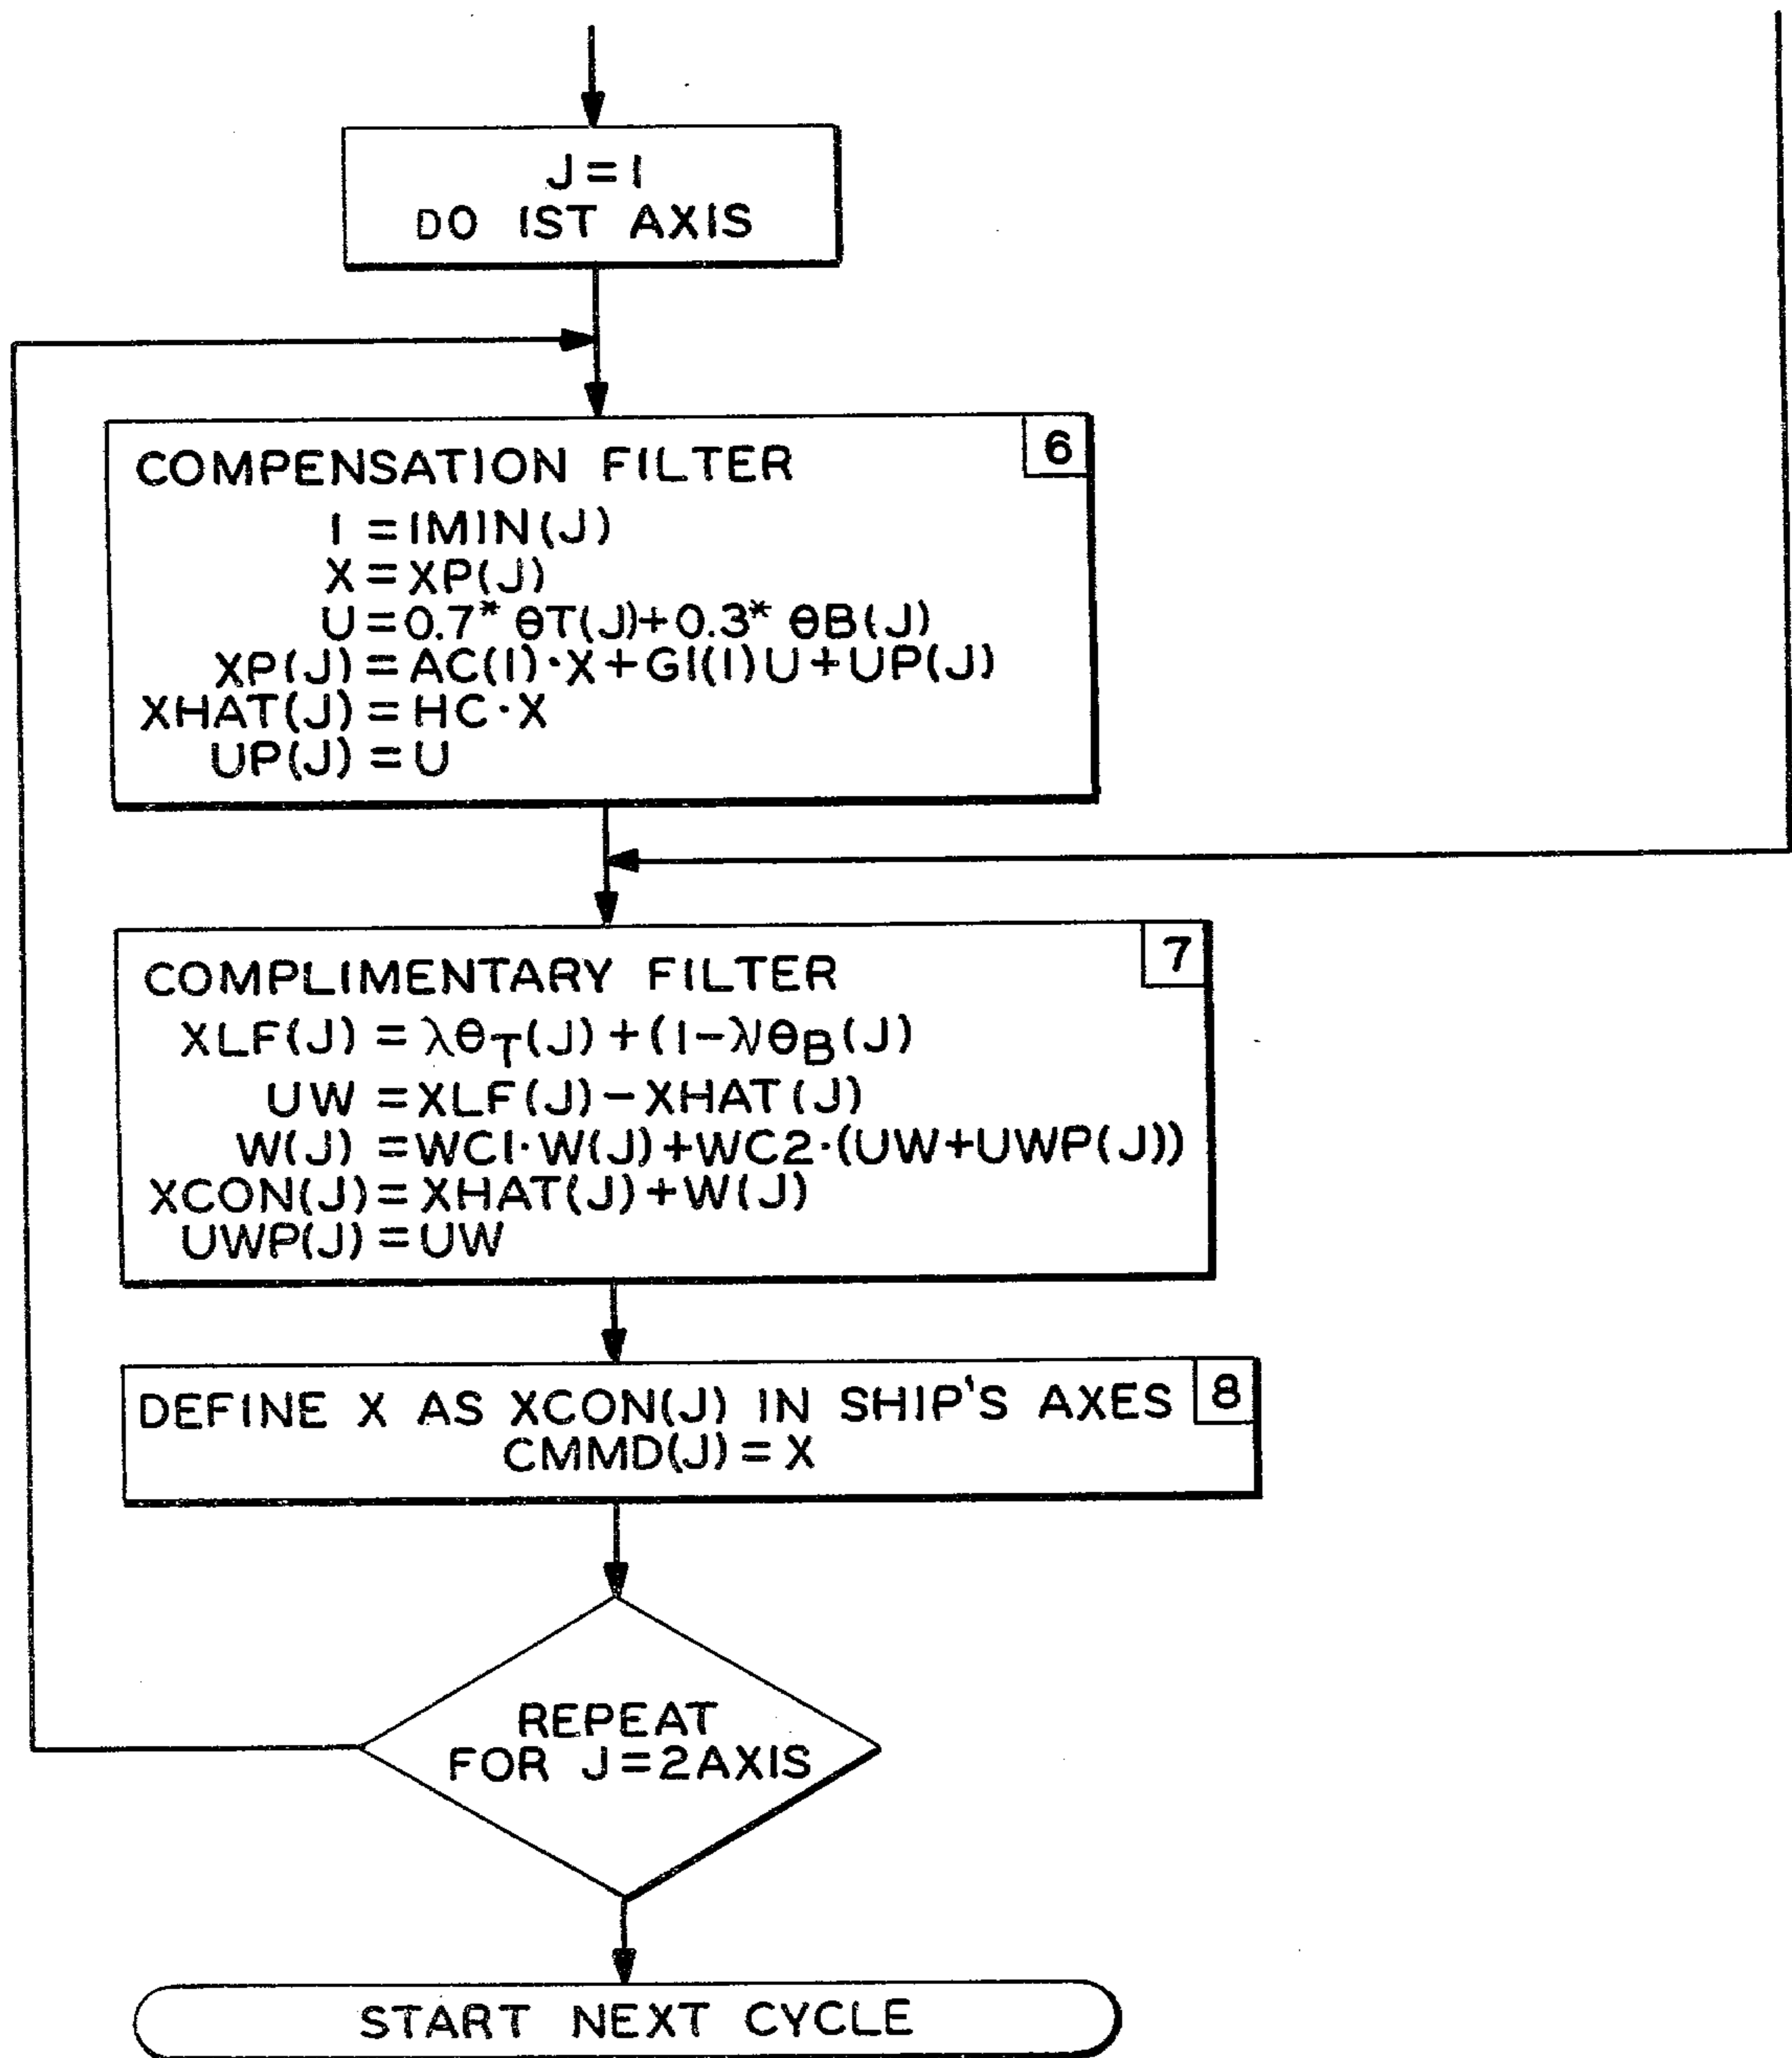 J=1
DO 1ST AXIS
6
COMPENSATION FILTER
I = IMIN(J)
X = XP(J)
U = 0.7* θT(J)+0.3* θB(J)
XP(J) = AC(I)·X+GI(I)U+UP(J)
XHAT(J) = HC·X
UP(J) = U
7
COMPLIMENTARY FILTER
XLF(J) = λθT(J)+(1-λ)θB(J)
UW = XLF(J)-XHAT(J)
W(J) = WC1·W(J)+WC2·(UW+UWP(J))
XCON(J) = XHAT(J)+W(J)
UWP(J) = UW
DEFINE X AS XCON(J) IN SHIP'S AXES 8
CMMD(J) = X
REPEAT
FOR J=2AXIS
START NEXT CYCLE